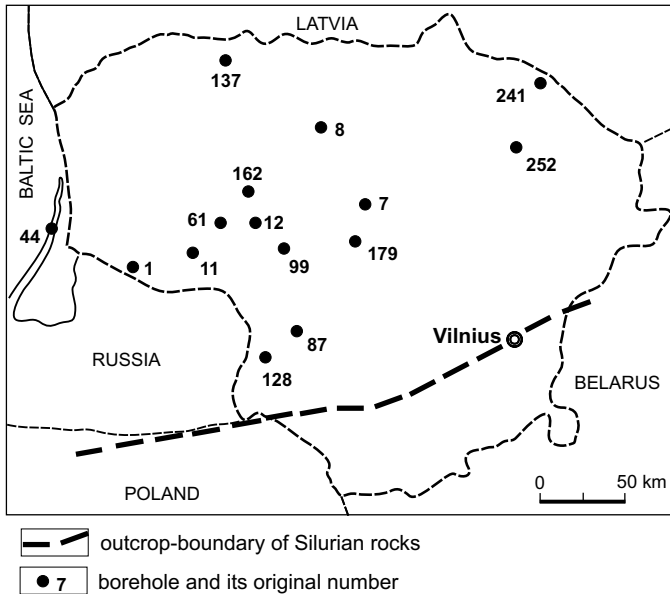 LATVIA
137
241
8
BALTIC SEA
252
162
61
12
7
44
1
11
99
179
Vilnius
87
RUSSIA
128
BELARUS
0 50 km
POLAND
outcrop-boundary of Silurian rocks
7 borehole and its original number